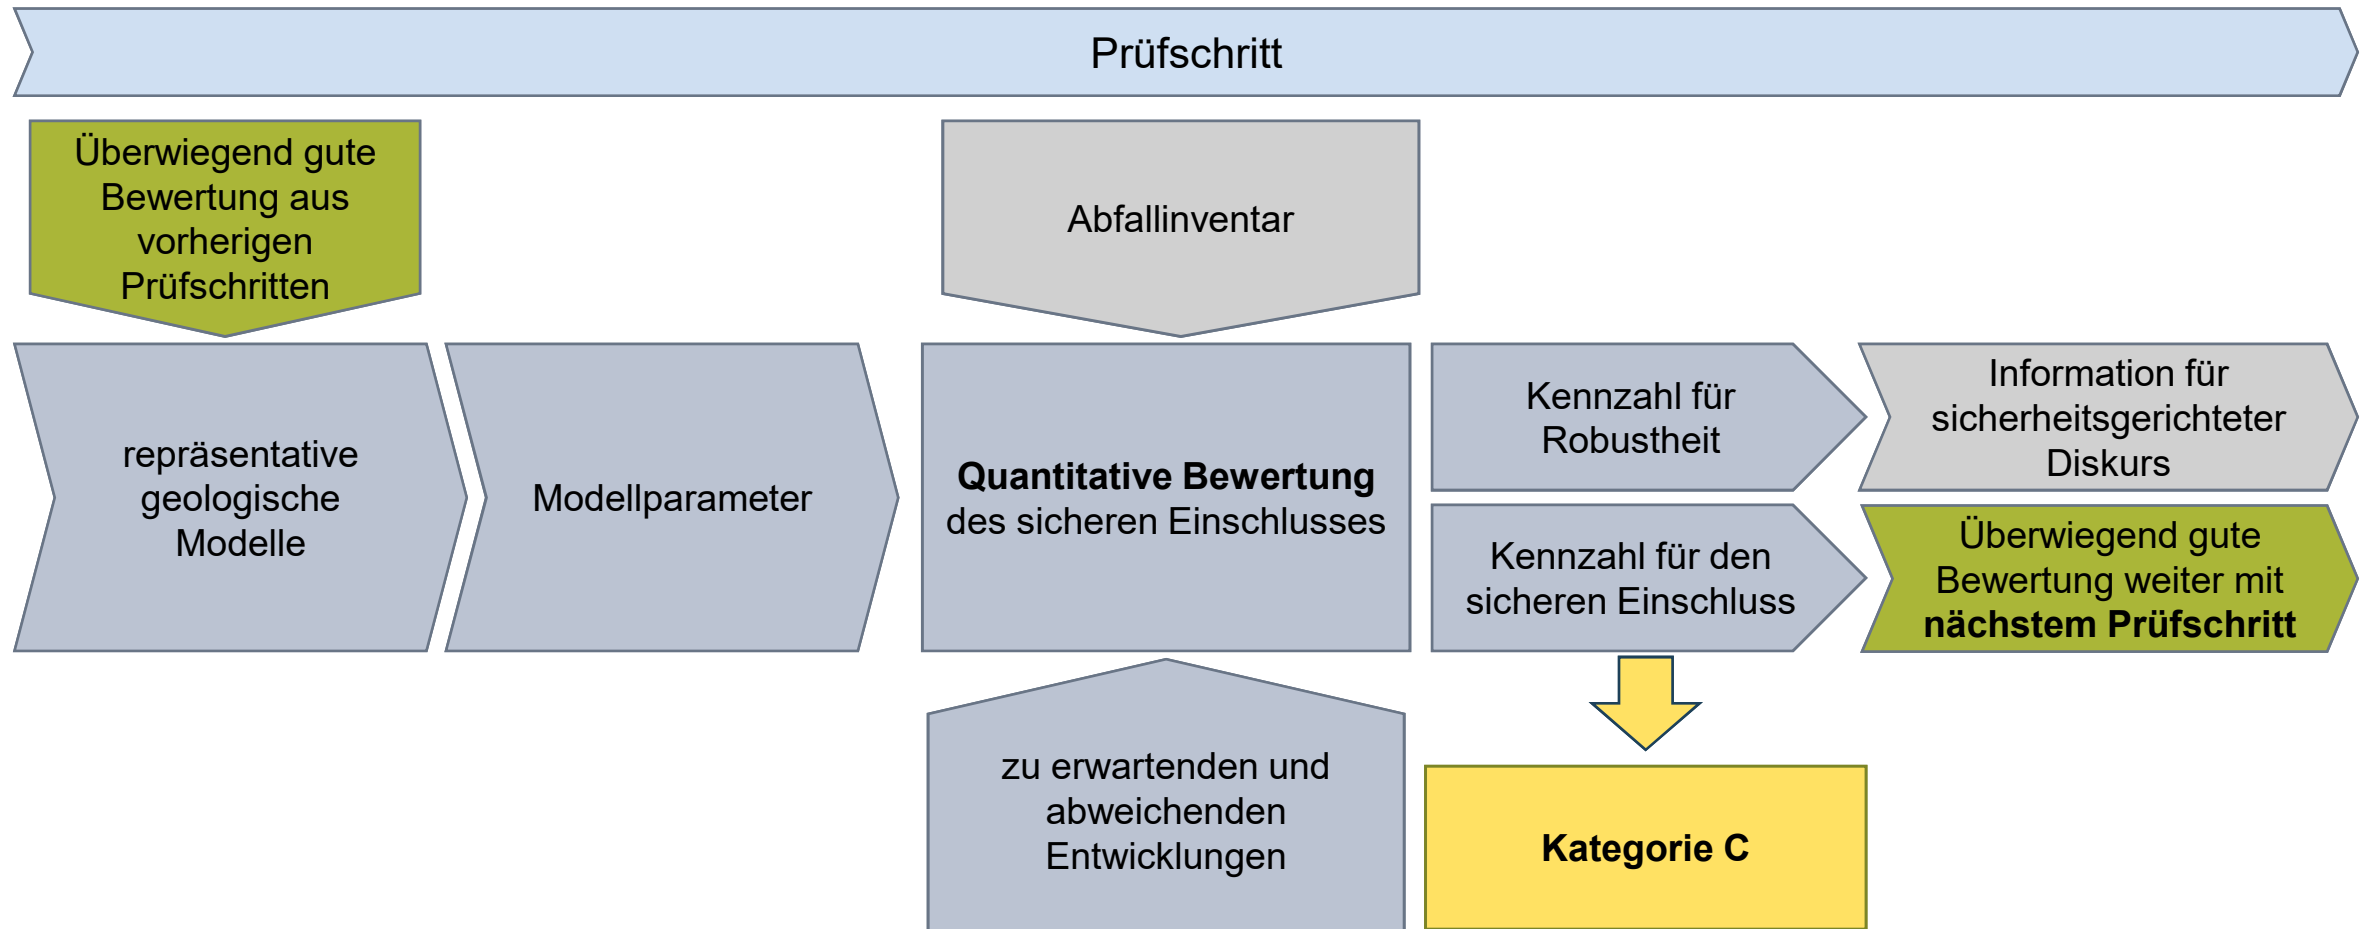 Prüfschritt
Überwiegend gute
Bewertung aus
vorherigen
Prüfschritten
Abfallinventar
repräsentative
geologische
Modelle
Modellparameter
Quantitative Bewertung
des sicheren Einschlusses
Kennzahl für
Robustheit
Information für
sicherheitsgerichteter
Diskurs
Kennzahl für den
sicheren Einschluss
Überwiegend gute
Bewertung weiter mit
nächstem Prüfschritt
zu erwartenden und
abweichenden
Entwicklungen
Kategorie C